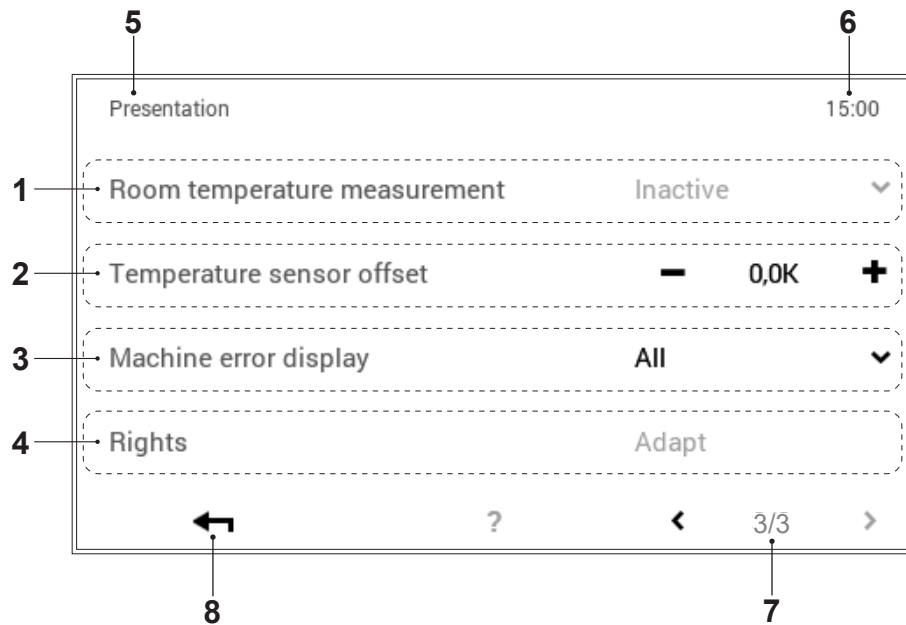 5 6
Presentation 15:00
1 Room temperature measurement Inactive
2 Temperature sensor offset − 0,0K +
3 Machine error display All
4 Rights Adapt
? < 3/3 >
8 7